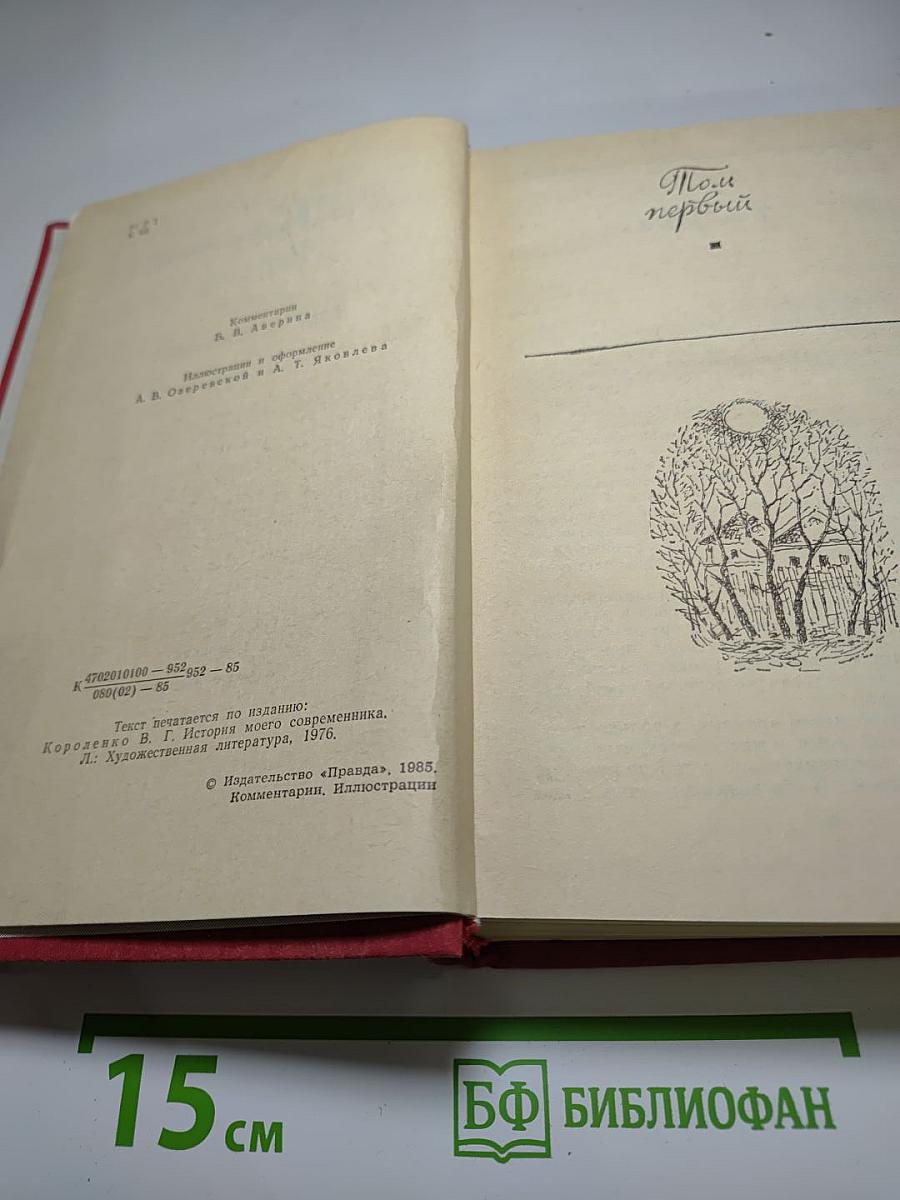 Комментарии
Б. В. Аверина
Иллюстрации и оформление
А. В. Озеревской и А. Т. Яковлева
К 4702010100 — 952 952 — 85
080(02) — 85
Текст печатается по изданию:
Короленко В. Г. История моего современника.
Л.: Художественная литература, 1976.
© Издательство «Правда», 1985.
Комментарии. Иллюстрации
Том
первый
15 см
БФ БИБЛИОФАН